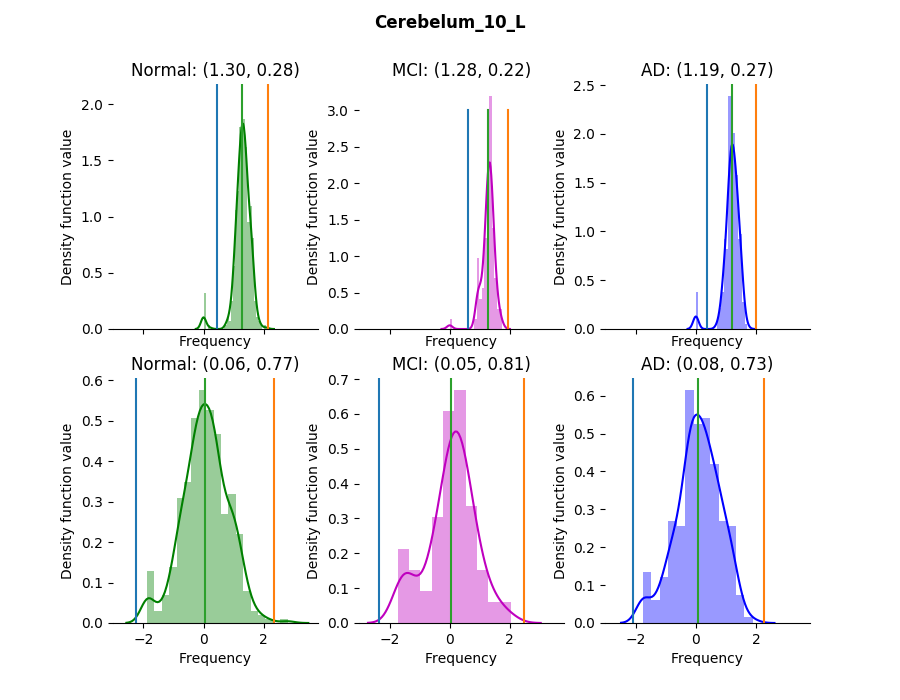 Cerebelum_10_L
Normal: (1.30, 0.28)
MCI: (1.28, 0.22)
AD: (1.19, 0.27)
Density function value
2.0
1.5
1.0
0.5
0.0
Frequency
Density function value
3.0
2.5
2.0
1.5
1.0
0.5
0.0
Frequency
Density function value
2.5
2.0
1.5
1.0
0.5
0.0
Frequency
Normal: (0.06, 0.77)
MCI: (0.05, 0.81)
AD: (0.08, 0.73)
Density function value
0.6
0.5
0.4
0.3
0.2
0.1
0.0
−2 0 2
Frequency
Density function value
0.7
0.6
0.5
0.4
0.3
0.2
0.1
0.0
−2 0 2
Frequency
Density function value
0.6
0.5
0.4
0.3
0.2
0.1
0.0
−2 0 2
Frequency